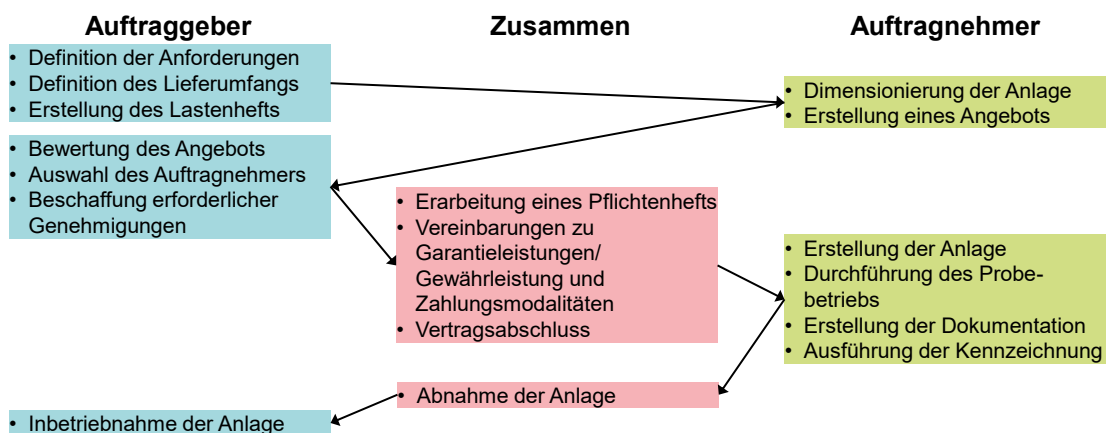 Auftraggeber
Zusammen
Auftragnehmer
• Definition der Anforderungen
• Definition des Lieferumfangs
• Erstellung des Lastenhefts
• Dimensionierung der Anlage
• Erstellung eines Angebots
• Bewertung des Angebots
• Auswahl des Auftragnehmers
• Beschaffung erforderlicher
Genehmigungen
• Erarbeitung eines Pflichtenhefts
• Vereinbarungen zu
Garantieleistungen/
Gewährleistung und
Zahlungsmodalitäten
• Vertragsabschluss
• Erstellung der Anlage
• Durchführung des Probe-
betriebs
• Erstellung der Dokumentation
• Ausführung der Kennzeichnung
• Abnahme der Anlage
• Inbetriebnahme der Anlage